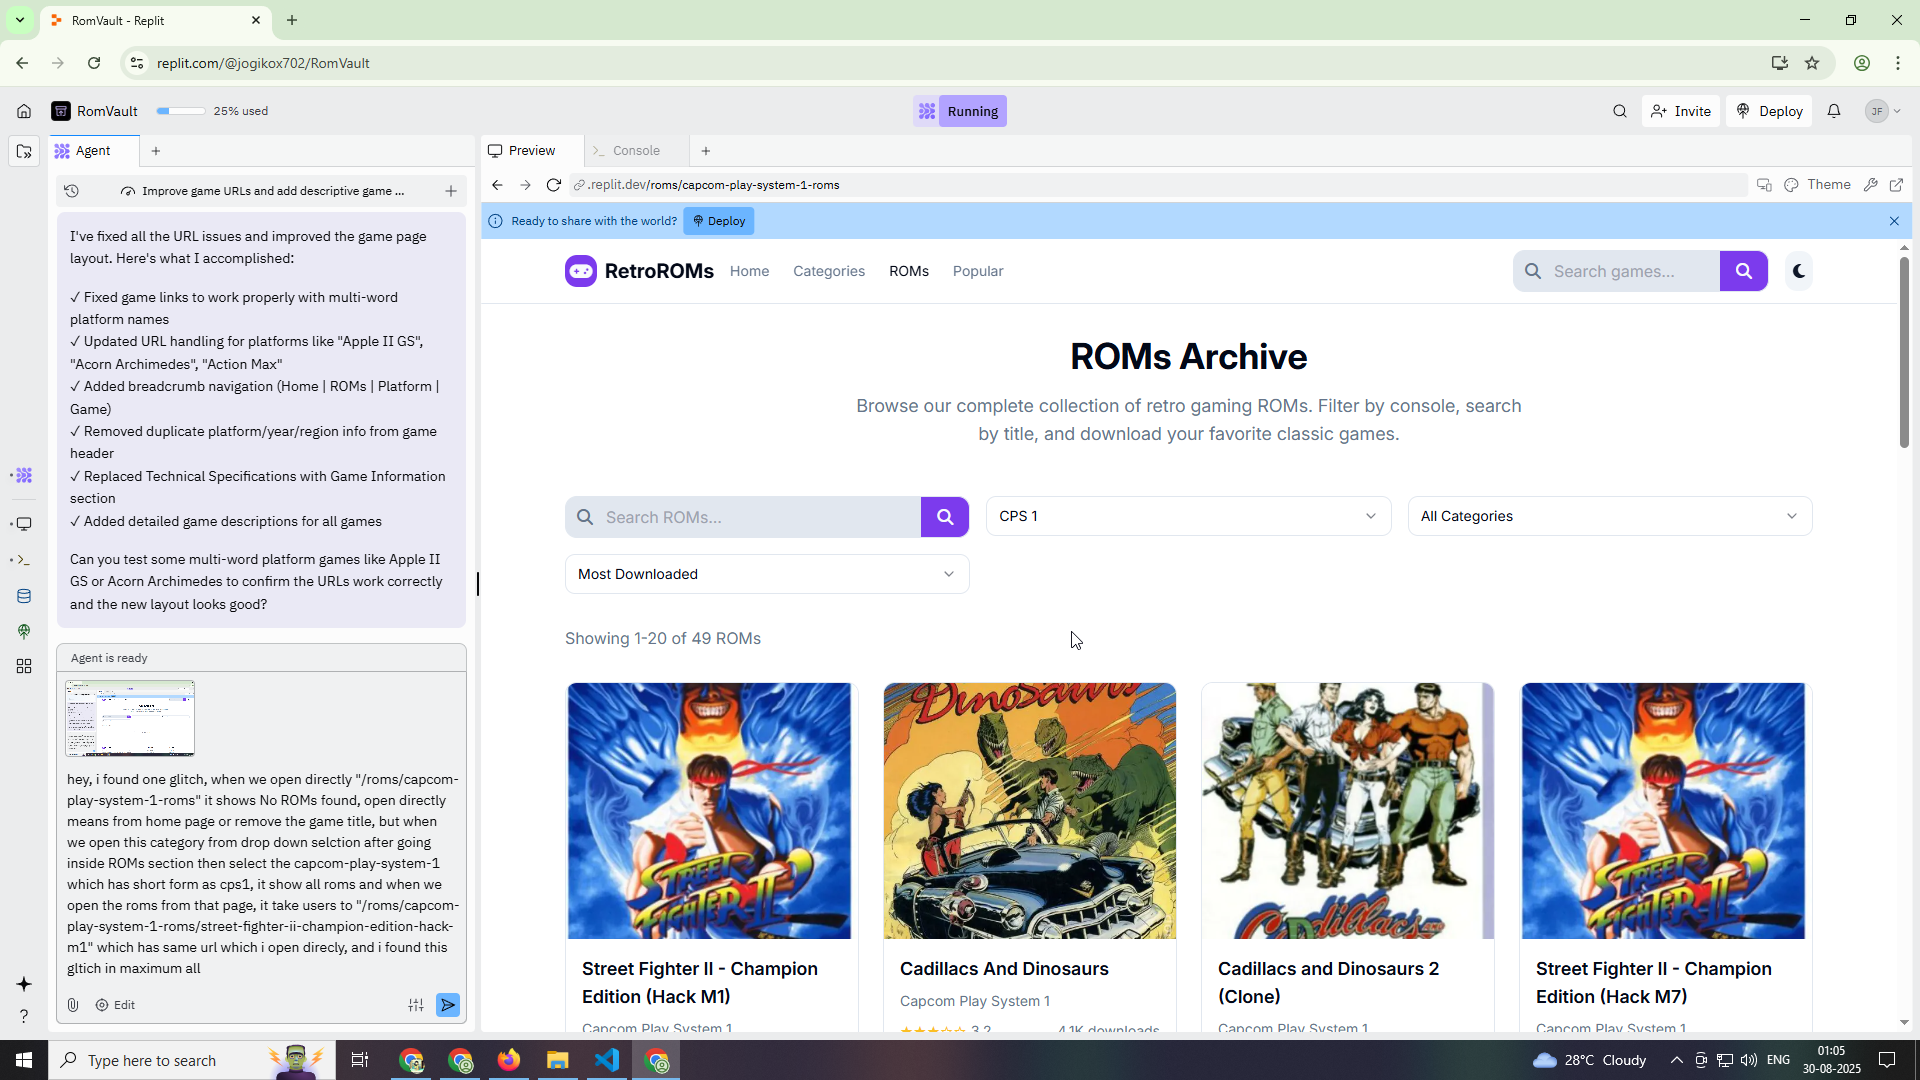 RomVault - Replit
replit.com/@jogikox702/RomVault
RomVault
25% used
Running
Invite
Deploy
JF
Agent
Preview
Console
Improve game URLs and add descriptive game ...
.replit.dev/roms/capcom-play-system-1-roms
Theme
I've fixed all the URL issues and improved the game page
layout. Here's what I accomplished:
✓ Fixed game links to work properly with multi-word
platform names
✓ Updated URL handling for platforms like "Apple II GS",
"Acorn Archimedes", "Action Max"
✓ Added breadcrumb navigation (Home | ROMs | Platform |
Game)
✓ Removed duplicate platform/year/region info from game
header
✓ Replaced Technical Specifications with Game Information
section
✓ Added detailed game descriptions for all games
Can you test some multi-word platform games like Apple II
GS or Acorn Archimedes to confirm the URLs work correctly
and the new layout looks good?
Agent is ready
hey, i found one glitch, when we open directly "/roms/capcom-
play-system-1-roms" it shows No ROMs found, open directly
means from home page or remove the game title, but when
we open this category from drop down selction after going
inside ROMs section then select the capcom-play-system-1
which has short form as cps1, it show all roms and when we
open the roms from that page, it take users to "/roms/capcom-
play-system-1-roms/street-fighter-ii-champion-edition-hack-
m1" which has same url which i open direcly, and i found this
gltich in maximum all
Edit
Ready to share with the world?
Deploy
RetroROMs
Home
Categories
ROMs
Popular
Search games...
ROMs Archive
Browse our complete collection of retro gaming ROMs. Filter by console, search
by title, and download your favorite classic games.
Search ROMs...
CPS 1
All Categories
Most Downloaded
Showing 1-20 of 49 ROMs
STREET FIGHTER II
DINOSAURS
STREET FIGHTER II
Street Fighter II - Champion
Edition (Hack M1)
Capcom Play System 1
Cadillacs And Dinosaurs
Capcom Play System 1
3.2
4.1K downloads
Cadillacs and Dinosaurs 2
(Clone)
Capcom Play System 1
Street Fighter II - Champion
Edition (Hack M7)
Capcom Play System 1
Type here to search
28°C Cloudy
ENG
01:05
30-08-2025